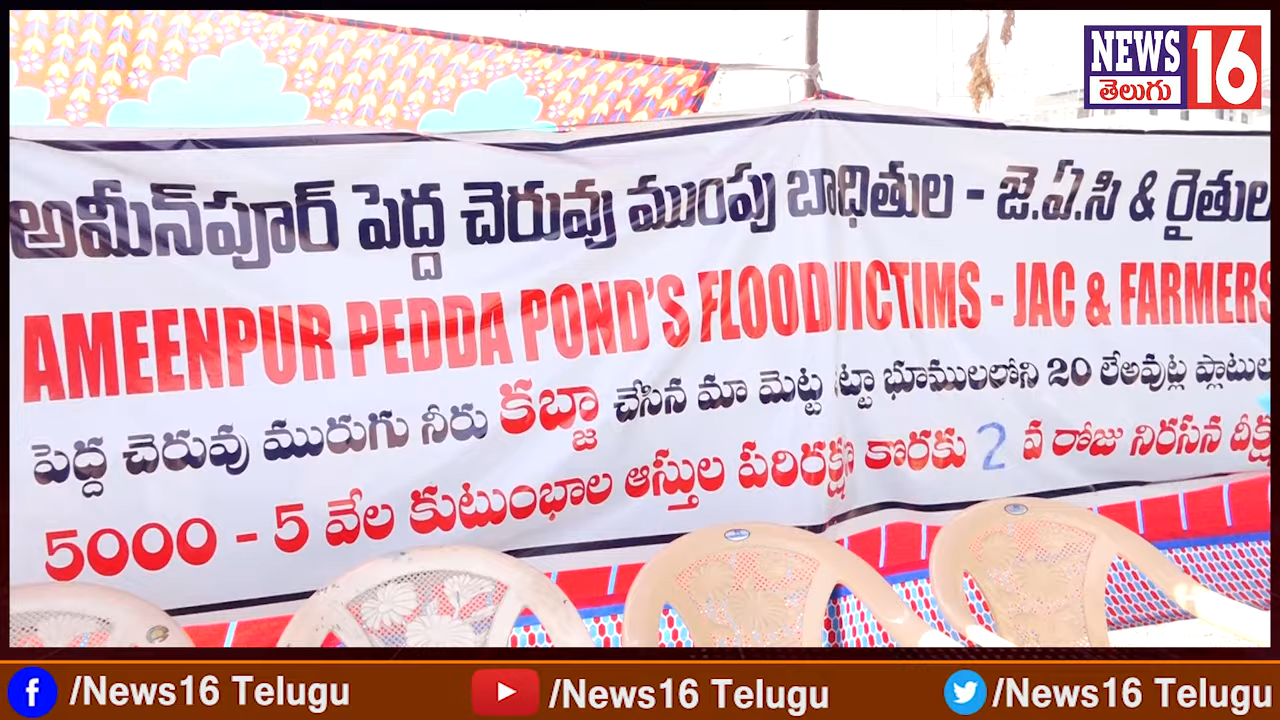 NEWS 16
తెలుగు
అమీన్‌పూర్ పెద్ద చెరువు ముంపు బాధితుల - జె.ఏ.సి & రైతుల
AMEENPUR PEDDA POND'S FLOOD VICTIMS - JAC & FARMERS
పెద్ద చెరువు మురుగు నీరు కబ్జా చేసిన మా మెట్ట భూములలోని 20 లేఅవుట్ల ప్లాటుల
5000 - 5 వేల కుటుంభాల ఆస్తుల పరిరక్షణ కొరకు 2 వ రోజు నిరసన దీక్ష
/News16 Telugu
/News16 Telugu
/News16 Telugu